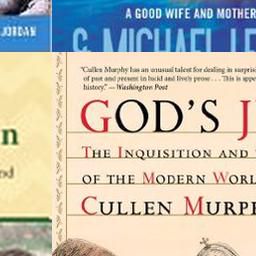 JORDAN
A GOOD WIFE AND MOTHER
C. MICHAEL LE
"Cullen Murphy has an unusual talent for dealing in surpris
of past and present in bold and lively prose . . . This is appe
history." —Washington Post
GOD'S J
THE INQUISITION AND
OF THE MODERN WORL
CULLEN MURPH
n
nd